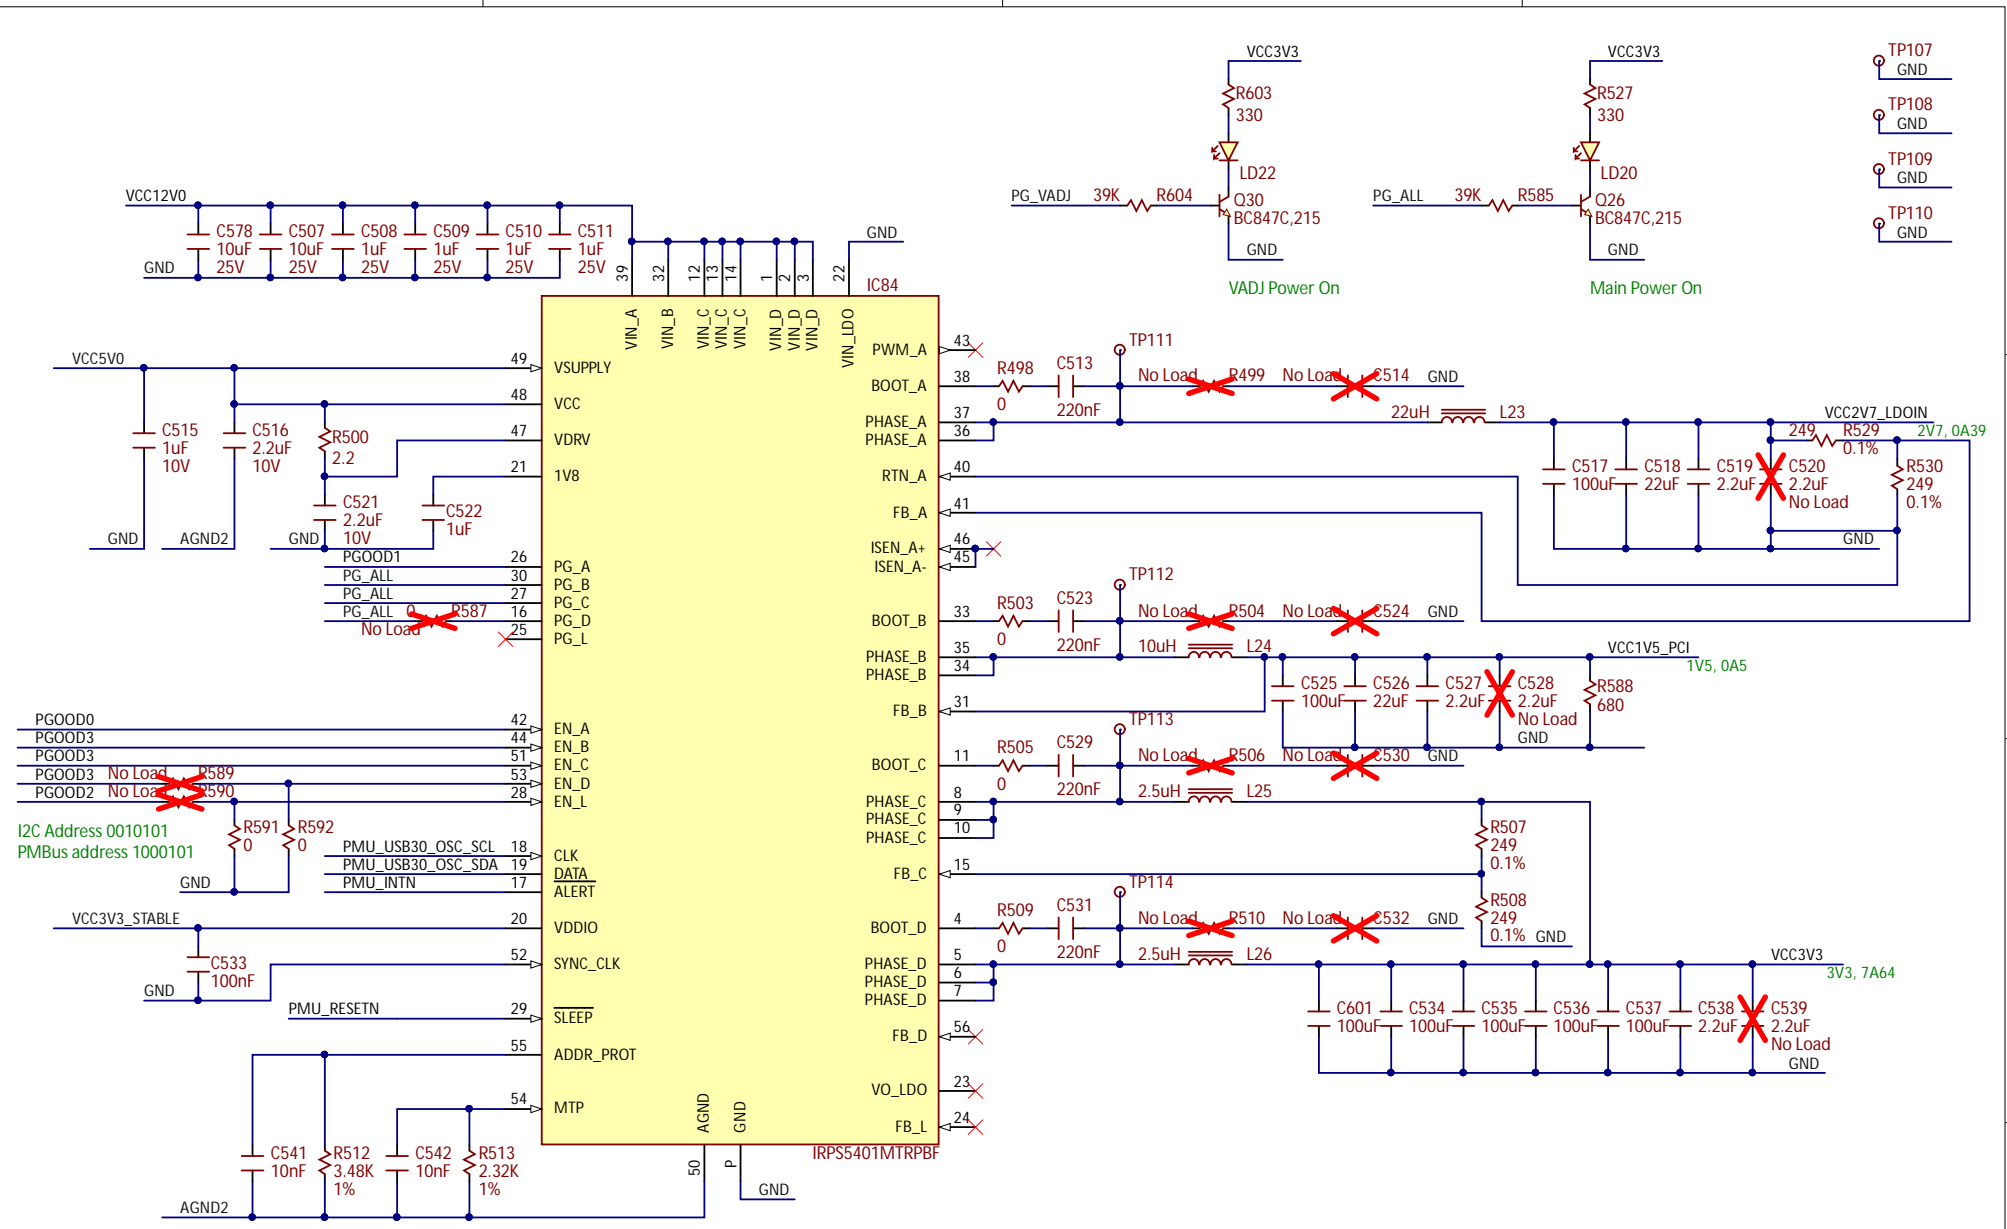 VCC3V3
R603
330
LD22
PG_VADJ
39K
R604
Q30
BC847C,215
GND
VADJ Power On
VCC3V3
R527
330
LD20
PG_ALL
39K
R585
Q26
BC847C,215
GND
Main Power On
TP107
GND
TP108
GND
TP109
GND
TP110
GND
VCC12V0
C578
10uF
25V
C507
10uF
25V
C508
1uF
25V
C509
1uF
25V
C510
1uF
25V
C511
1uF
25V
GND
39
32
12
13
14
1
2
3
22
GND
IC84
VIN_A
VIN_B
VIN_C
VIN_C
VIN_C
VIN_D
VIN_D
VIN_D
VIN_LDO
VCC5V0
49
VSUPPLY
48
VCC
47
VDRV
21
1V8
C515
1uF
10V
C516
2.2uF
10V
R500
2.2
C521
2.2uF
10V
C522
1uF
GND
AGND2
GND
PGOOD1
26
PG_A
PG_ALL
30
PG_B
PG_ALL
27
PG_C
PG_ALL
0
R587
No Load
16
PG_D
25
PG_L
PGOOD0
42
EN_A
PGOOD3
44
EN_B
PGOOD3
51
EN_C
PGOOD3
No Load
R589
53
EN_D
PGOOD2
No Load
R590
28
EN_L
I2C Address 0010101
PMBus address 1000101
R591
0
R592
0
GND
PMU_USB30_OSC_SCL
18
CLK
PMU_USB30_OSC_SDA
19
DATA
PMU_INTN
17
ALERT
VCC3V3_STABLE
20
VDDIO
C533
100nF
GND
52
SYNC_CLK
PMU_RESETN
29
SLEEP
55
ADDR_PROT
54
MTP
C541
10nF
R512
3.48K
1%
C542
10nF
R513
2.32K
1%
AGND2
AGND
GND
50
P
GND
IRPS5401MTRPBF
PWM_A
43
BOOT_A
38
R498
0
C513
220nF
TP111
No Load
R499
No Load
C514
GND
PHASE_A
37
PHASE_A
36
22uH
L23
VCC2V7_LDOIN
2V7, 0A39
249
R529
0.1%
R530
249
0.1%
C517
100uF
C518
22uF
C519
2.2uF
C520
2.2uF
No Load
GND
RTN_A
40
FB_A
41
ISEN_A+
46
ISEN_A-
45
BOOT_B
33
R503
0
C523
220nF
TP112
No Load
R504
No Load
C524
GND
PHASE_B
35
PHASE_B
34
10uH
L24
VCC1V5_PCI
1V5, 0A5
C525
100uF
C526
22uF
C527
2.2uF
C528
2.2uF
No Load
R588
680
GND
FB_B
31
BOOT_C
11
R505
0
C529
220nF
TP113
No Load
R506
No Load
C530
GND
PHASE_C
8
PHASE_C
9
PHASE_C
10
2.5uH
L25
R507
249
0.1%
FB_C
15
R508
249
0.1%
GND
BOOT_D
4
R509
0
C531
220nF
TP114
No Load
R510
No Load
C532
GND
PHASE_D
5
PHASE_D
6
PHASE_D
7
2.5uH
L26
VCC3V3
3V3, 7A64
C601
100uF
C534
100uF
C535
100uF
C536
100uF
C537
100uF
C538
2.2uF
C539
2.2uF
No Load
GND
FB_D
56
VO_LDO
23
FB_L
24